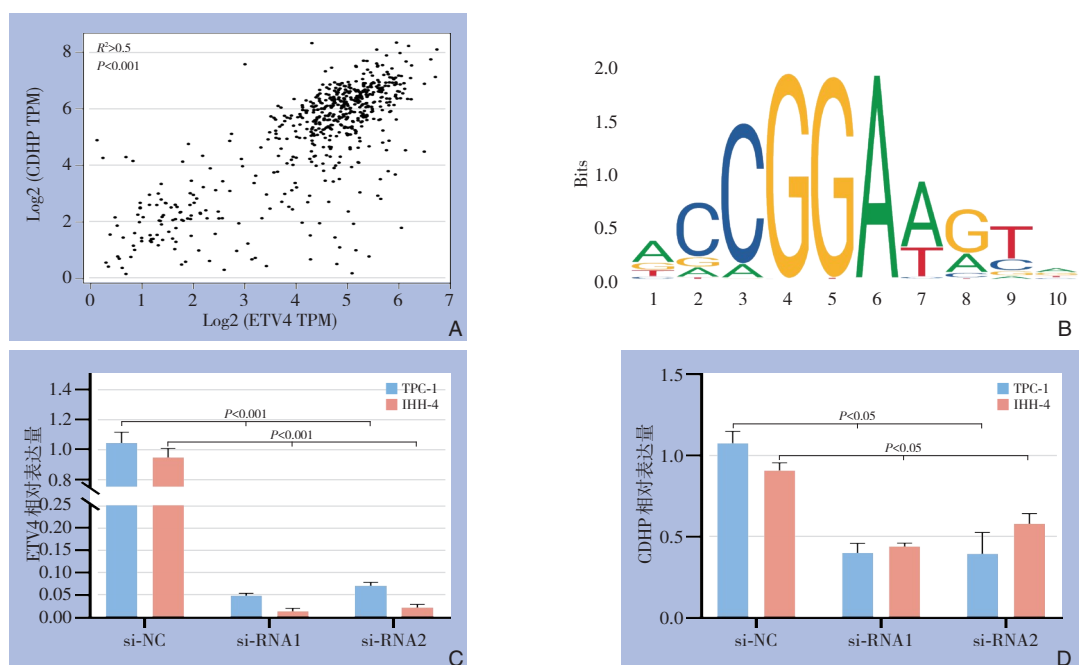 R²>0.5
P<0.001
8
6
4
2
0
0 1 2 3 4 5 6 7
Log2 (CDHP TPM)
Log2 (ETV4 TPM)
A
2.0
1.5
1.0
0.5
0.0
Bits
1 2 3 4 5 6 7 8 9 10
B
TPC-1
IHH-4
P<0.001
P<0.001
1.4
1.2
1.0
0.8
0.25
0.20
0.15
0.10
0.05
0.00
ETV4 相对表达量
si-NC si-RNA1 si-RNA2
C
TPC-1
IHH-4
P<0.05
P<0.05
1.5
1.0
0.5
0.0
CDHP 相对表达量
si-NC si-RNA1 si-RNA2
D